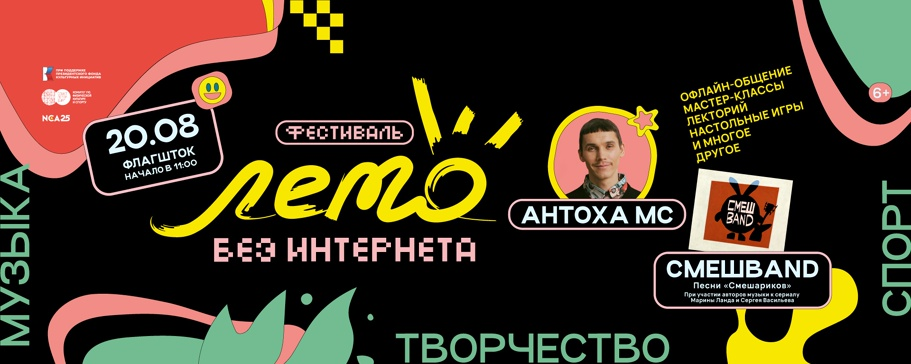 ПРИ ПОДДЕРЖКЕ
ПРЕЗИДЕНТСКОГО ФОНДА
КУЛЬТУРНЫХ ИНИЦИАТИВ
NCA25
20.08
ФЛАГШТОК
НАЧАЛО В 11:00
ФЕСТИВАЛЬ
лето
БЕЗ ИНТЕРНЕТА
АНТОХА МС
ОФЛАЙН-ОБЩЕНИЕ
МАСТЕР-КЛАССЫ
ЛЕКТОРИЙ
НАСТОЛЬНЫЕ ИГРЫ
И МНОГОЕ
ДРУГОЕ
6+
СМЕШ
BAND
СМЕШBAND
Песни «Смешариков»
При участии авторов музыки к сериалу
Марины Ланда и Сергея Васильева
МУЗЫКА
ТВОРЧЕСТВО
СПОРТ